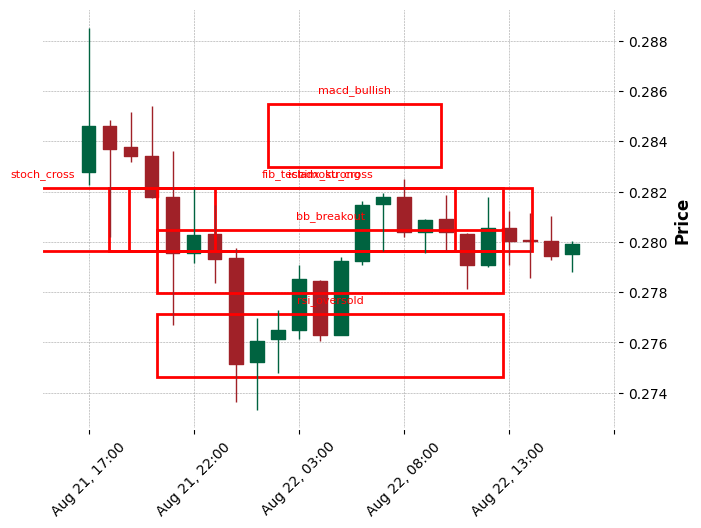 0.288
macd_bullish
0.286
0.284
stoch_cross
0.282
bb_breakout
0.280
Price
0.278
0.276
0.274
Aug 21, 17:00
Aug 21, 22:00
Aug 22, 03:00
Aug 22, 08:00
Aug 22, 13:00